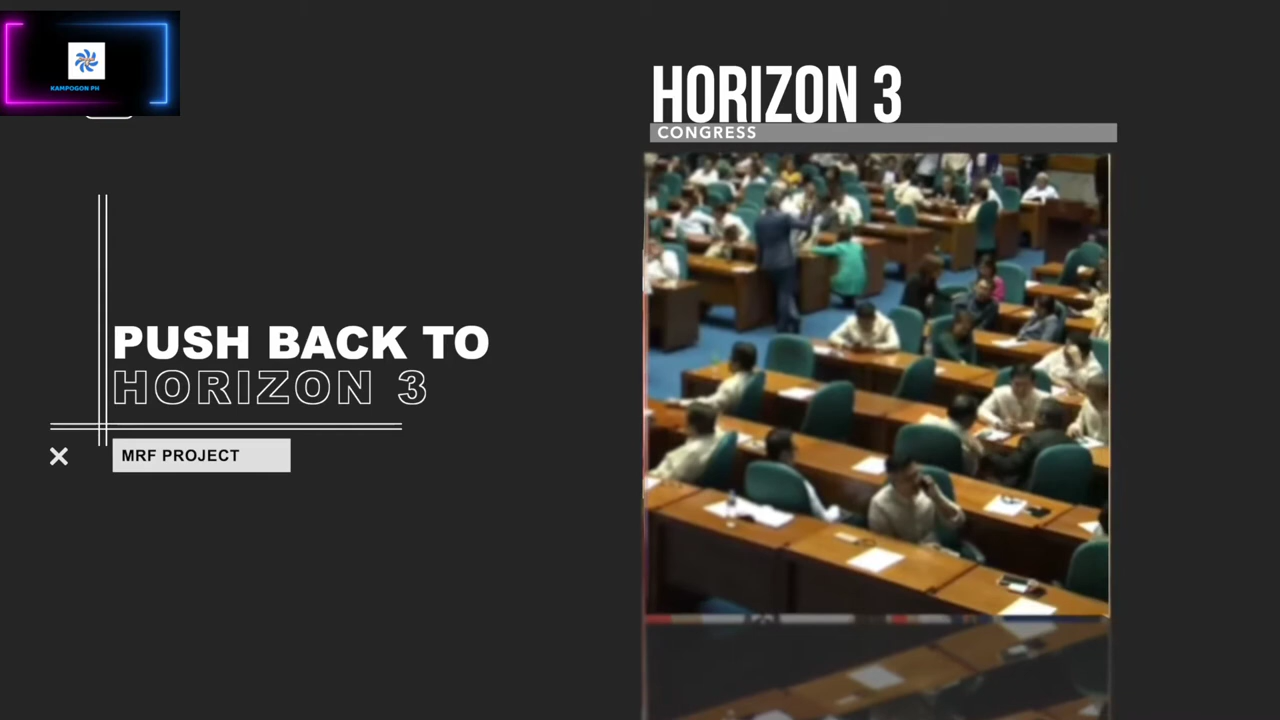 KAMPOGON PH
HORIZON 3
CONGRESS
PUSH BACK TO
HORIZON 3
MRF PROJECT